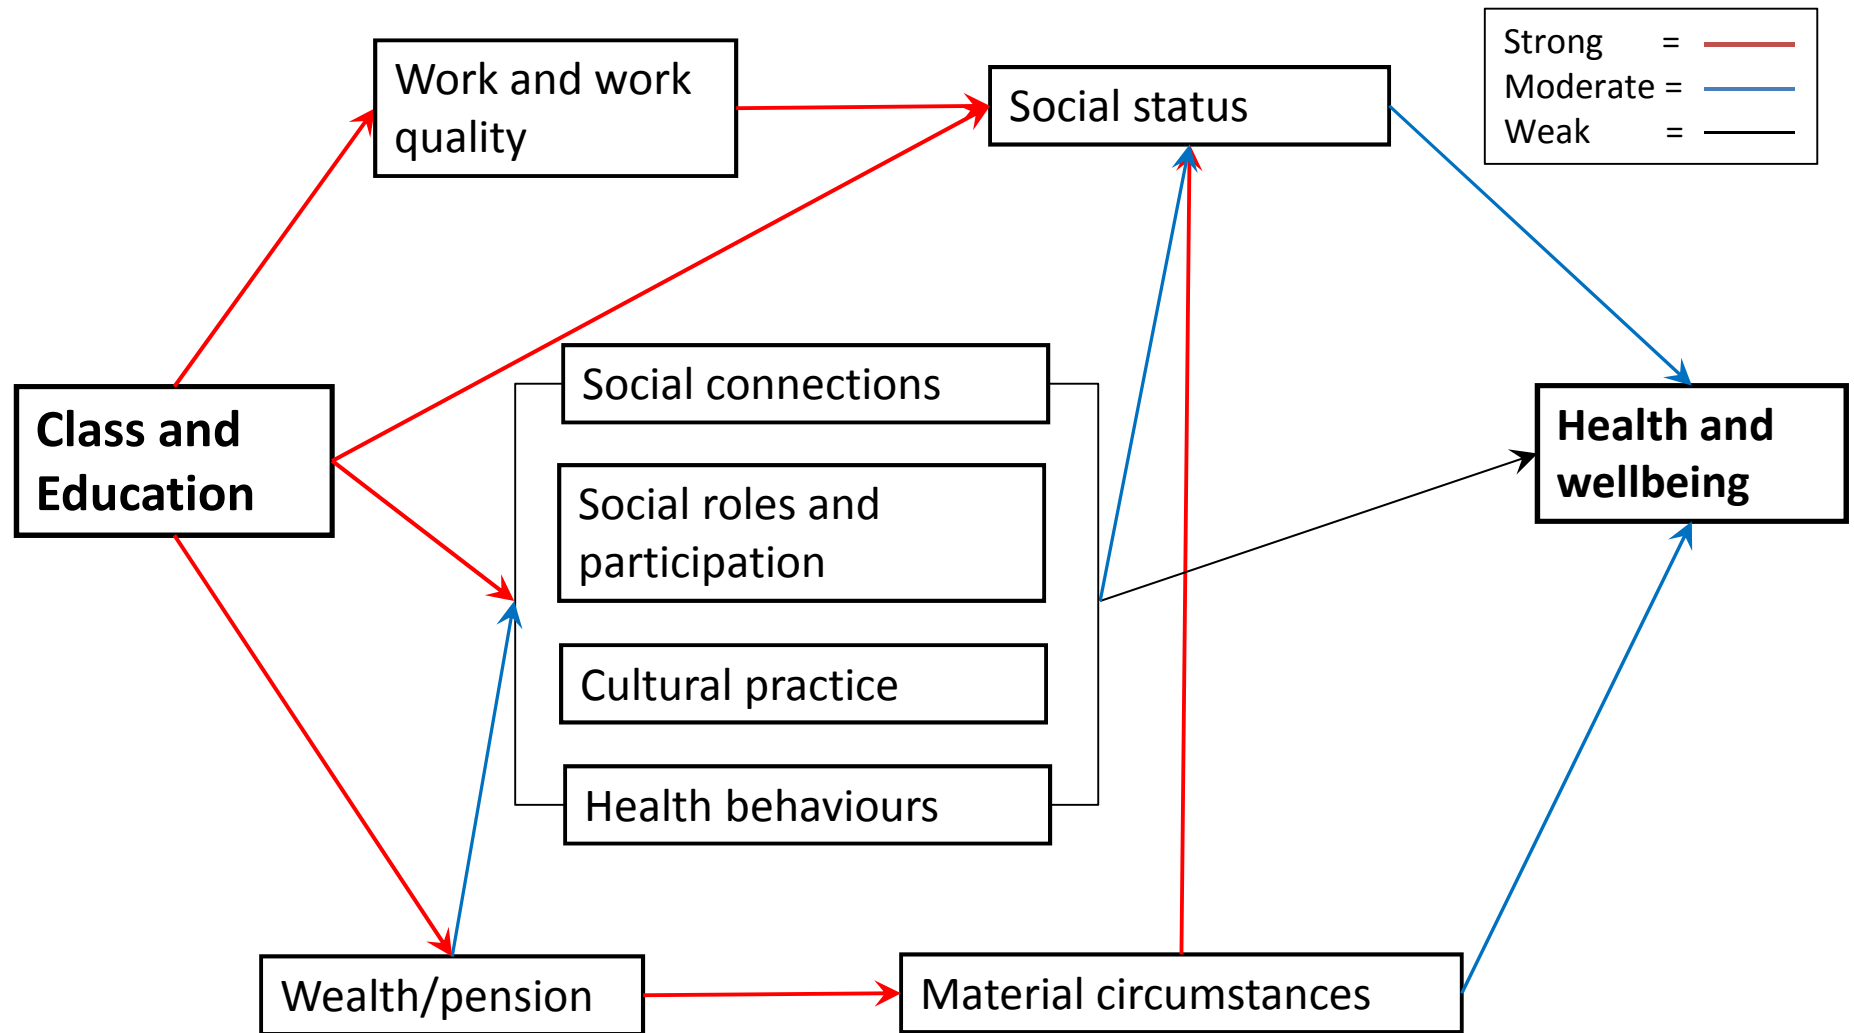 Work and work
quality
Social status
Strong =
Moderate =
Weak =
Social connections
Class and
Education
Social roles and
participation
Cultural practice
Health behaviours
Health and
wellbeing
Wealth/pension
Material circumstances